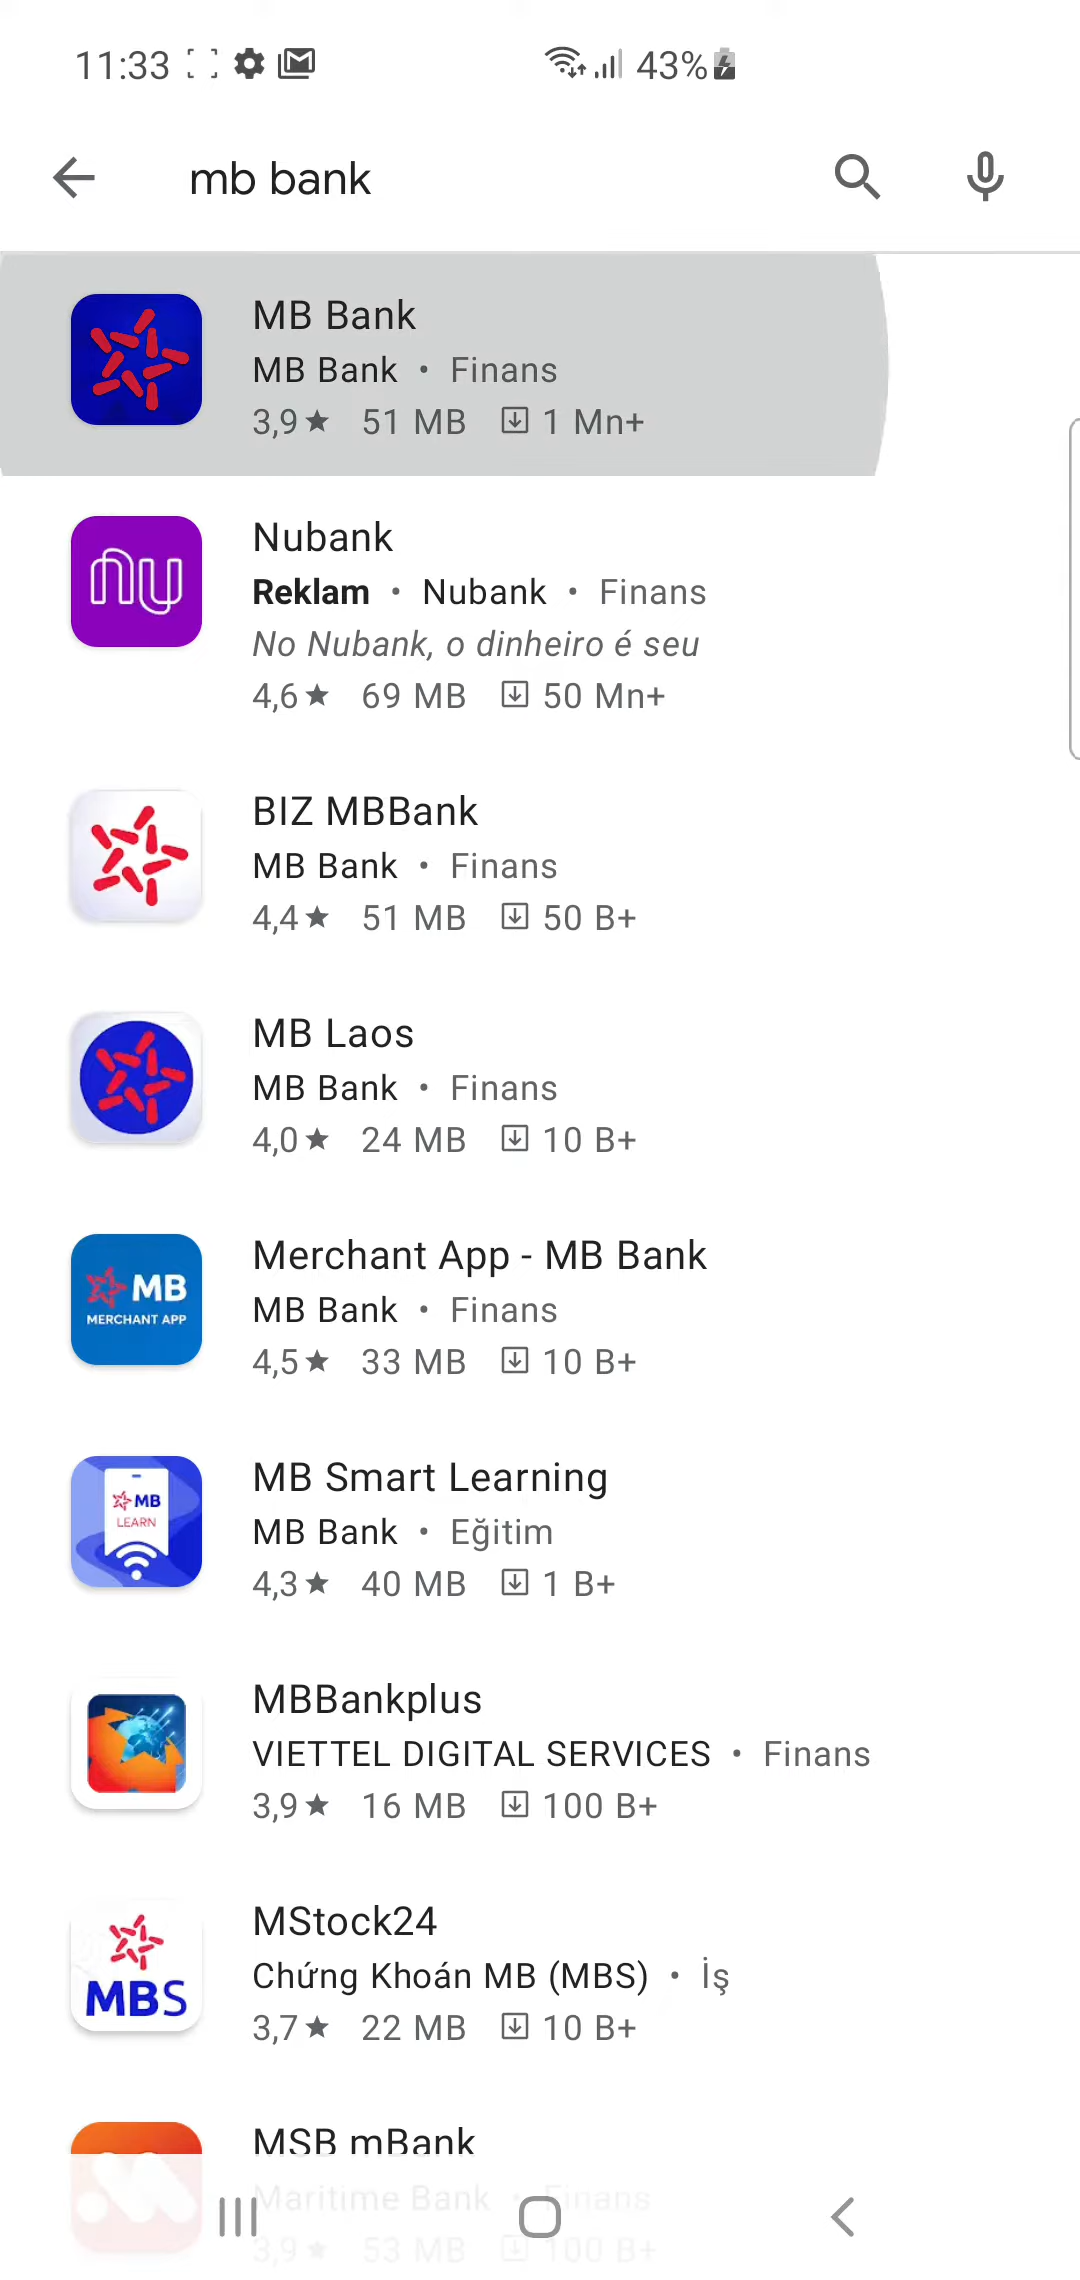 11:33
43%
mb bank
MB Bank
MB Bank • Finans
3,9★ 51 MB 1 Mn+
Nubank
Reklam • Nubank • Finans
No Nubank, o dinheiro é seu
4,6★ 69 MB 50 Mn+
BIZ MBBank
MB Bank • Finans
4,4★ 51 MB 50 B+
MB Laos
MB Bank • Finans
4,0★ 24 MB 10 B+
MB
MERCHANT APP
Merchant App - MB Bank
MB Bank • Finans
4,5★ 33 MB 10 B+
MB
LEARN
MB Smart Learning
MB Bank • Eğitim
4,3★ 40 MB 1 B+
MBBankplus
VIETTEL DIGITAL SERVICES • Finans
3,9★ 16 MB 100 B+
MBS
MStock24
Chứng Khoán MB (MBS) • İş
3,7★ 22 MB 10 B+
MSB mBank
Maritime Bank • Finans
3,9★ 53 MB 100 B+